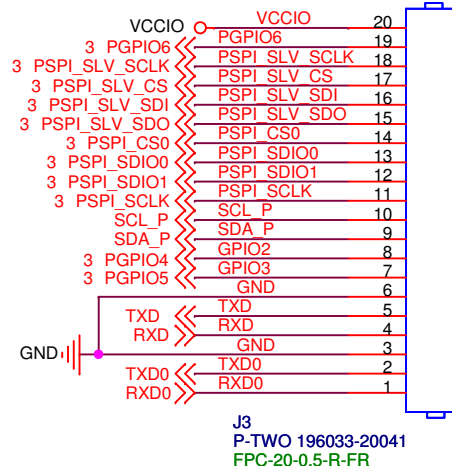 VCCIO VCCIO 20
3 PGPIO6 PGPIO6 19
3 PSPI_SLV_SCLK PSPI_SLV_SCLK 18
3 PSPI_SLV_CS PSPI_SLV_CS 17
3 PSPI_SLV_SDI PSPI_SLV_SDI 16
3 PSPI_SLV_SDO PSPI_SLV_SDO 15
3 PSPI_CS0 PSPI_CS0 14
3 PSPI_SDIO0 PSPI_SDIO0 13
3 PSPI_SDIO1 PSPI_SDIO1 12
3 PSPI_SCLK PSPI_SCLK 11
SCL_P SCL_P 10
SDA_P SDA_P 9
3 PGPIO4 GPIO2 8
3 PGPIO5 GPIO3 7
GND 6
TXD TXD 5
RXD RXD 4
GND GND 3
TXD0 TXD0 2
RXD0 RXD0 1
J3
P-TWO 196033-20041
FPC-20-0.5-R-FR